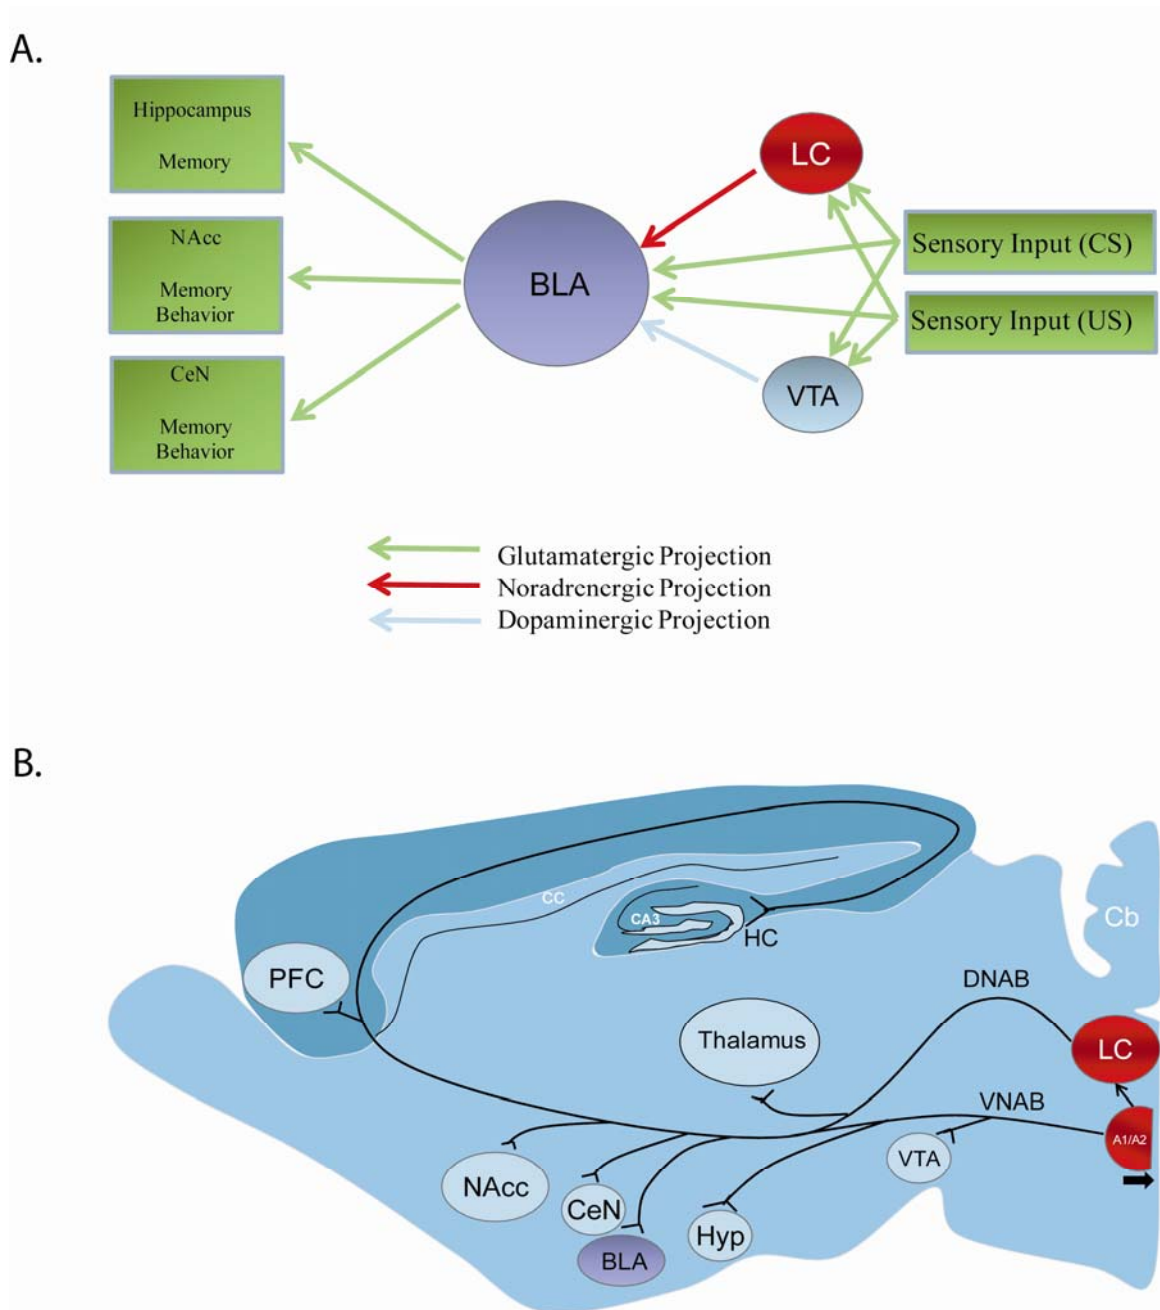 A.
Hippocampus
Memory
NAcc
Memory
Behavior
CeN
Memory
Behavior
BLA
LC
VTA
Sensory Input (CS)
Sensory Input (US)
Glutamatergic Projection
Noradrenergic Projection
Dopaminergic Projection
B.
CC
CA3
HC
Cb
PFC
DNAB
Thalamus
LC
VNAB
A1/A2
VTA
NAcc
CeN
Hyp
BLA